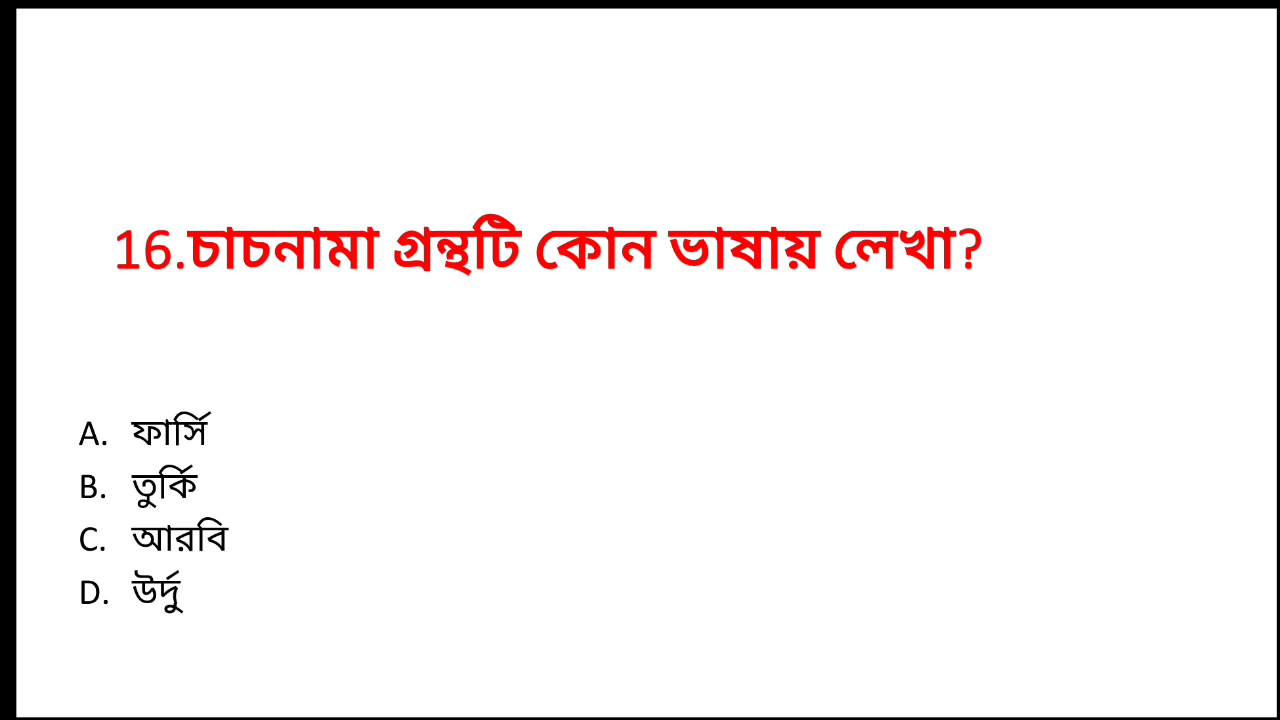 16.চাচনামা গ্রন্থটি কোন ভাষায় লেখা?
A. ফার্সি
B. তুর্কি
C. আরবি
D. উর্দু